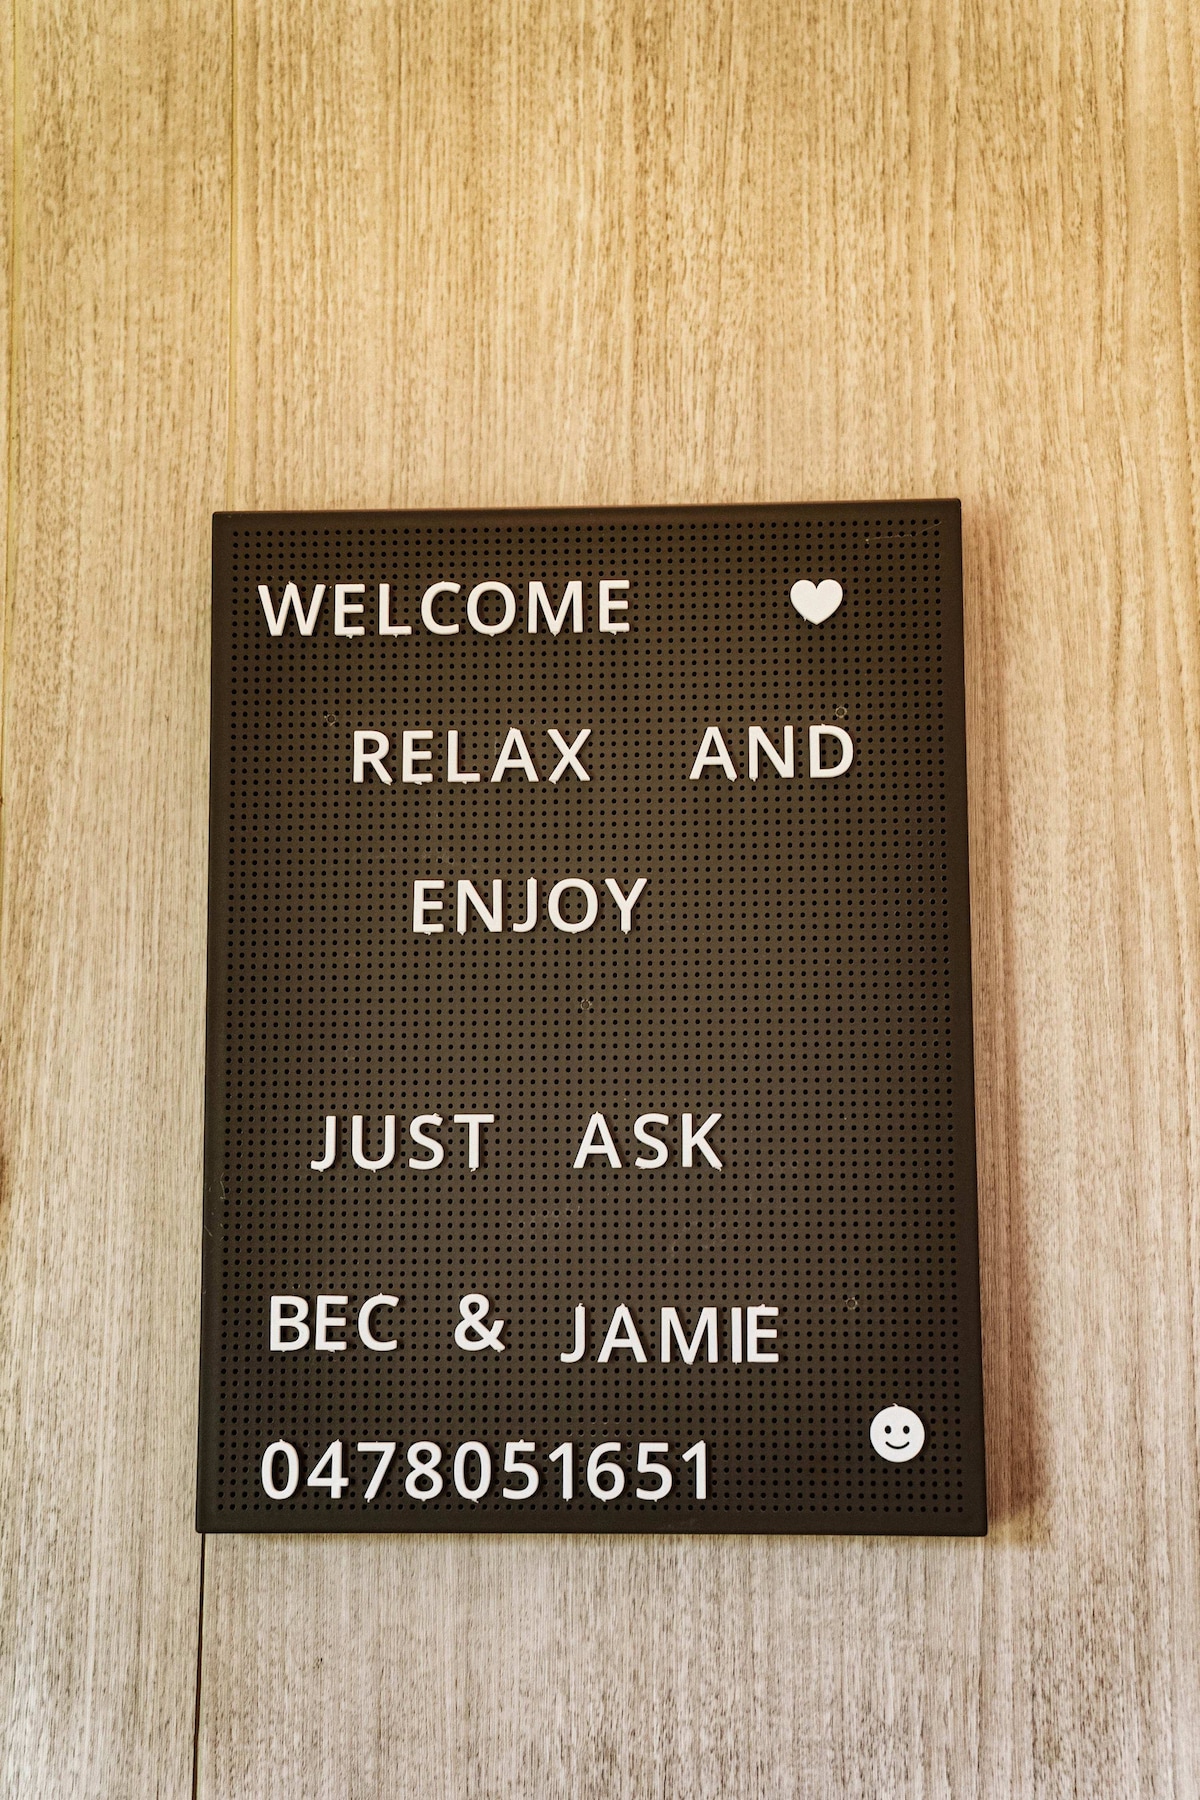 WELCOME ♥
RELAX AND
ENJOY
JUST ASK
BEC & JAMIE
0478051651